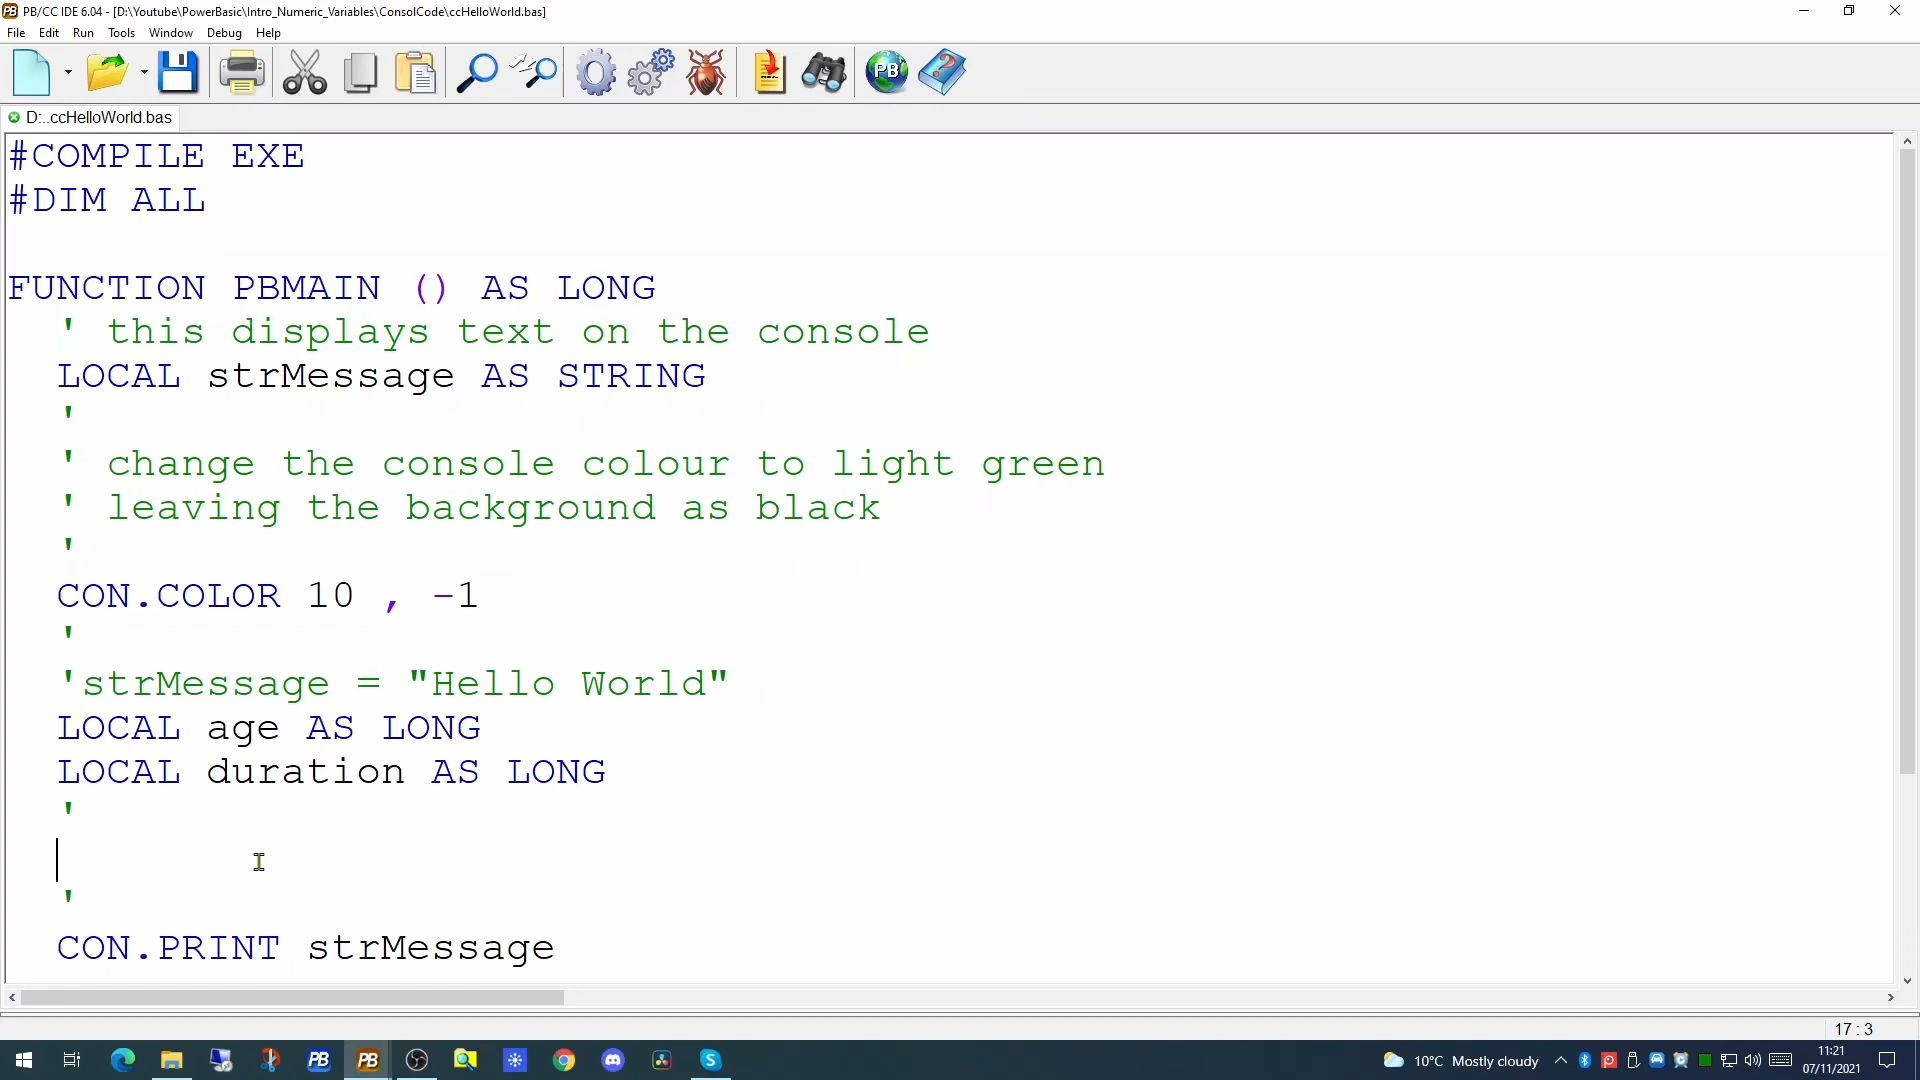 PB/CC IDE 6.04 - [D:\Youtube\PowerBasic\Intro_Numeric_Variables\ConsolCode\ccHelloWorld.bas]
File Edit Run Tools Window Debug Help
PB
D:..ccHelloWorld.bas
#COMPILE EXE
#DIM ALL
FUNCTION PBMAIN () AS LONG
' this displays text on the console
LOCAL strMessage AS STRING
'
' change the console colour to light green
' leaving the background as black
'
CON.COLOR 10 , -1
'
'strMessage = "Hello World"
LOCAL age AS LONG
LOCAL duration AS LONG
'
'
CON.PRINT strMessage
17 : 3
PB PB 10°C Mostly cloudy 11:21
07/11/2021